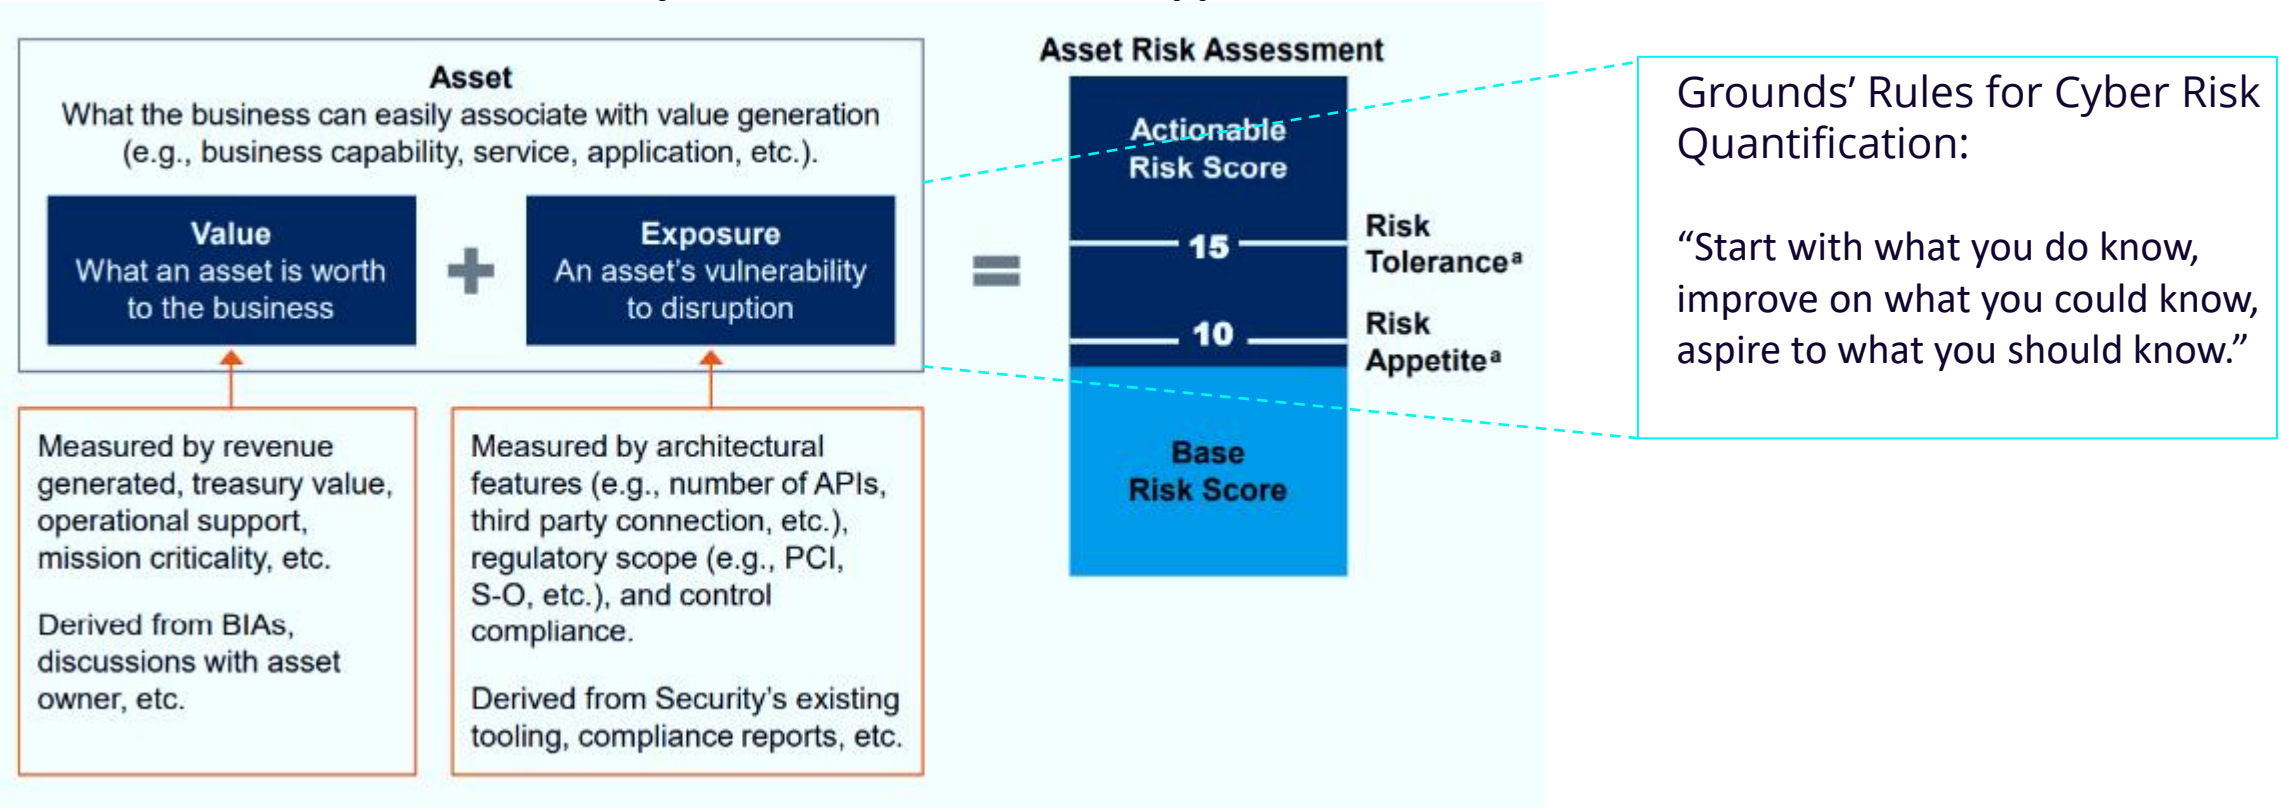 Asset
What the business can easily associate with value generation
(e.g., business capability, service, application, etc.).
Value
What an asset is worth
to the business
Exposure
An asset's vulnerability
to disruption
Measured by revenue
generated, treasury value,
operational support,
mission criticality, etc.
Derived from BIAs,
discussions with asset
owner, etc.
Measured by architectural
features (e.g., number of APIs,
third party connection, etc.),
regulatory scope (e.g., PCI,
S-O, etc.), and control
compliance.
Derived from Security's existing
tooling, compliance reports, etc.
Asset Risk Assessment
Actionable
Risk Score
15
Risk
Toleranceª
10
Risk
Appetiteª
Base
Risk Score
Grounds’ Rules for Cyber Risk
Quantification:
“Start with what you do know,
improve on what you could know,
aspire to what you should know.”